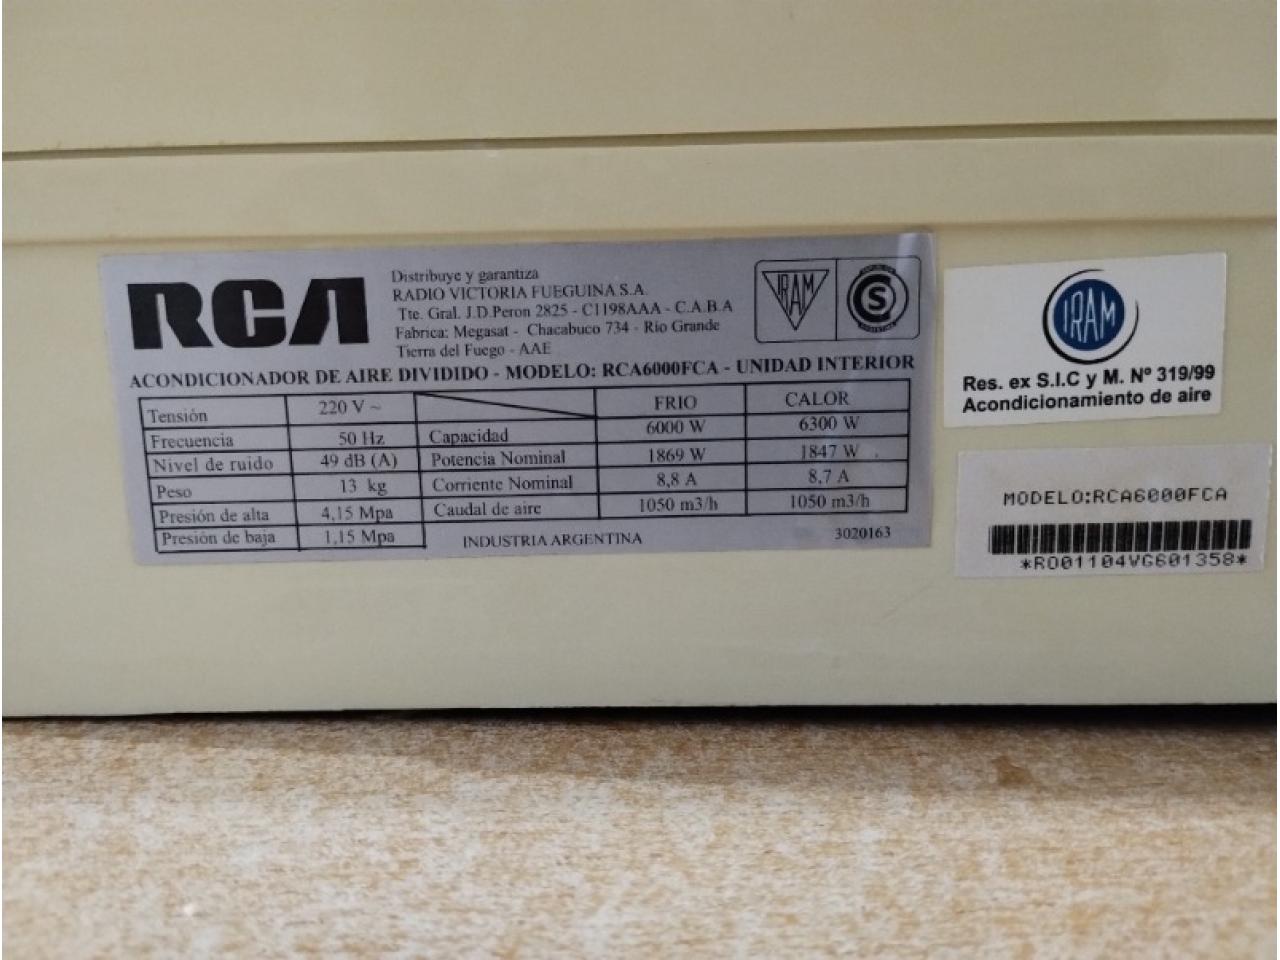 RCA
Distribuye y garantiza
RADIO VICTORIA FUEGUINA S.A.
Tte. Gral. J.D.Peron 2825 - C1198AAA - C.A.B.A
Fabrica: Megasat - Chacabuco 734 - Rio Grande
Tierra del Fuego - AAE
IRAM
S
ACONDICIONADOR DE AIRE DIVIDIDO - MODELO: RCA6000FCA - UNIDAD INTERIOR
Tensión 220 V ~ FRIO CALOR
Frecuencia 50 Hz Capacidad 6000 W 6300 W
Nivel de ruido 49 dB (A) Potencia Nominal 1869 W 1847 W
Peso 13 kg Corriente Nominal 8,8 A 8,7 A
Presión de alta 4,15 Mpa Caudal de aire 1050 m3/h 1050 m3/h
Presión de baja 1,15 Mpa INDUSTRIA ARGENTINA 3020163
IRAM
Res. ex S.I.C y M. Nº 319/99
Acondicionamiento de aire
MODELO:RCA6000FCA
*RO01104VG601358*